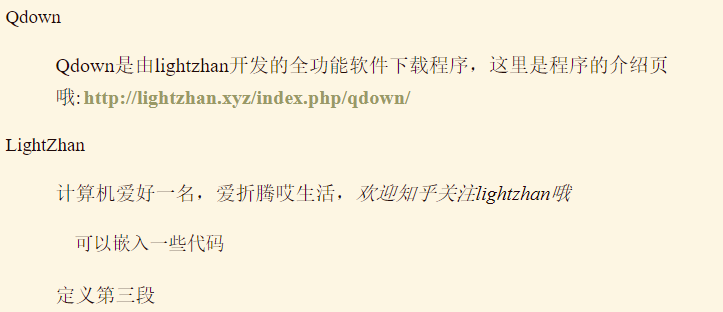 Qdown
Qdown是由lightzhan开发的全功能软件下载程序，这里是程序的介绍页
哦: http://lightzhan.xyz/index.php/qdown/
LightZhan
计算机爱好一名，爱折腾哎生活，欢迎知乎关注lightzhan哦
可以嵌入一些代码
定义第三段